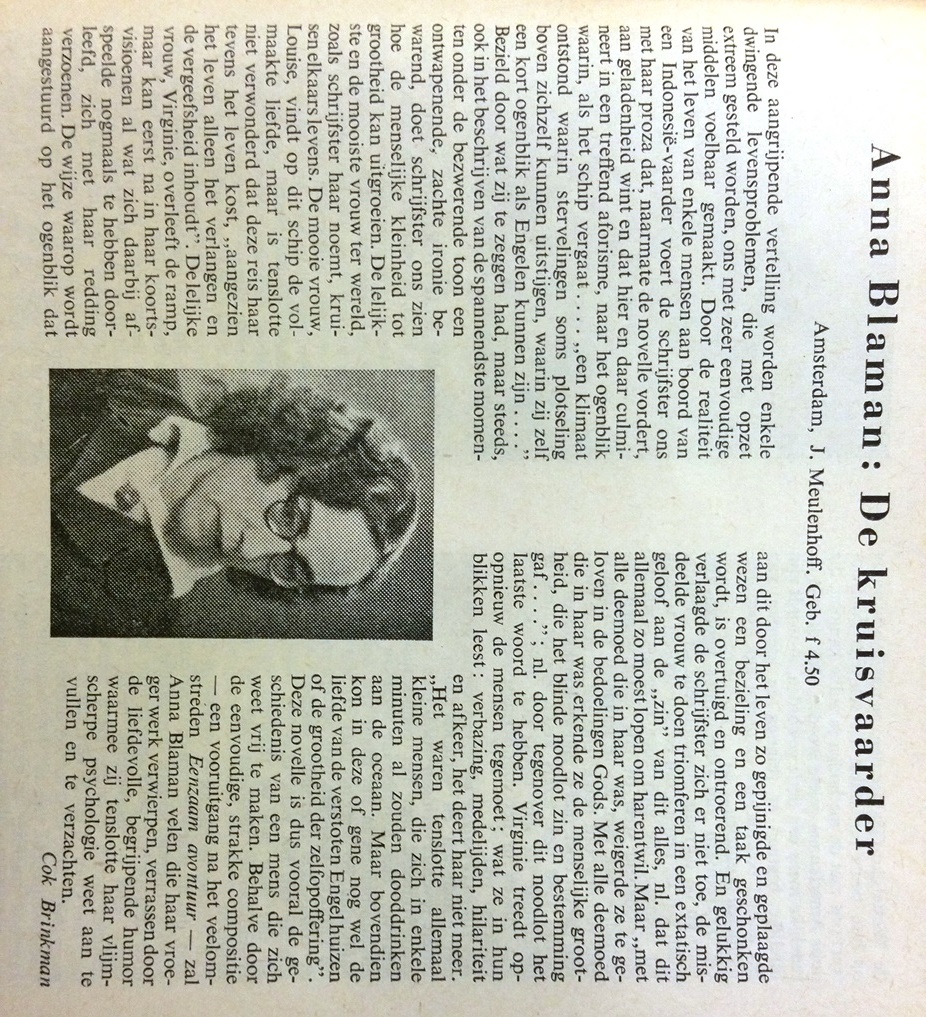 Anna Blaman: De kruisvaarder
Amsterdam, J. Meulenhoff. Geb. f 4.50
In deze aangrijpende vertelling worden enkele
dwingende levensproblemen, die met opzet
extreem gesteld worden, ons met zeer eenvoudige
middelen voelbaar gemaakt. Door de realiteit
van het leven van enkele mensen aan boord van
een Indonesië-vaarder voert de schrijfster ons
met haar proza dat, naarmate de novelle vordert,
aan geladenheid wint en dat hier en daar culmi-
neert in een treffend aforisme, naar het ogenblik
waarin, als het schip vergaat .... „een klimaat
ontstond waarin stervelingen soms plotseling
boven zichzelf kunnen uitstijgen, waarin zij zelf
een kort ogenblik als Engelen kunnen zijn ....”
Bezield door wat zij te zeggen had, maar steeds,
ook in het beschrijven van de spannendste momen-
ten onder de bezwerende toon een
ontwapenende, zachte ironie be-
warend, doet schrijfster ons zien
hoe de menselijke kleinheid tot
grootheid kan uitgroeien. De lelijk-
ste en de mooiste vrouw ter wereld,
zoals schrijfster haar noemt, krui-
sen elkaars levens. De mooie vrouw,
Louise, vindt op dit schip de vol-
maakte liefde, maar is tenslotte
niet verwonderd dat deze reis haar
tevens het leven kost, „aangezien
het leven alleen het verlangen en
de vergeefsheid inhoudt”. De lelijke
vrouw, Virginie, overleeft de ramp,
maar kan eerst na in haar koorts-
visioenen al wat zich daarbij af-
speelde nogmaals te hebben door-
leefd, zich met haar redding
verzoenen. De wijze waarop wordt
aangestuurd op het ogenblik dat
aan dit door het leven zo gepijnigde en geplaagde
wezen een bezieling en een taak geschonken
wordt, is overtuigd en ontroerend. En gelukkig
verlaagde de schrijfster zich er niet toe, de mis-
deelde vrouw te doen triomferen in een extatisch
geloof aan de „zin” van dit alles, nl. dat dit
allemaal zo moest lopen om harentwil. Maar „met
alle deemoed die in haar was, weigerde ze te ge-
loven in de bedoelingen Gods. Met alle deemoed
die in haar was erkende ze de menselijke groot-
heid, die het blinde noodlot zin en bestemming
gaf ....”; nl. door tegenover dit noodlot het
laatste woord te hebben. Virginie treedt op-
opnieuw de mensen tegemoet; wat ze in hun
blikken leest: verbazing, medelijden, hilariteit
en afkeer, het deert haar niet meer.
„Het waren tenslotte allemaal
kleine mensen, die zich in enkele
minuten al zouden dooddrinken
aan de oceaan. Maar bovendien
kon in deze of gene nog wel de
liefde van de verstoten Engel huizen
of de grootheid der zelfopoffering”.
Deze novelle is dus vooral de ge-
schiedenis van een mens die zich
weet vrij te maken. Behalve door
de eenvoudige, strakke compositie
— een vooruitgang na het veelom-
streden Eenzaam avontuur — zal
Anna Blaman velen die haar vroe-
ger werk verwierpen, verrassen door
de liefdevolle, begrijpende humor
waarmee zij tenslotte haar vlijm-
scherpe psychologie weet aan te
vullen en te verzachten.
Cok Brinkman